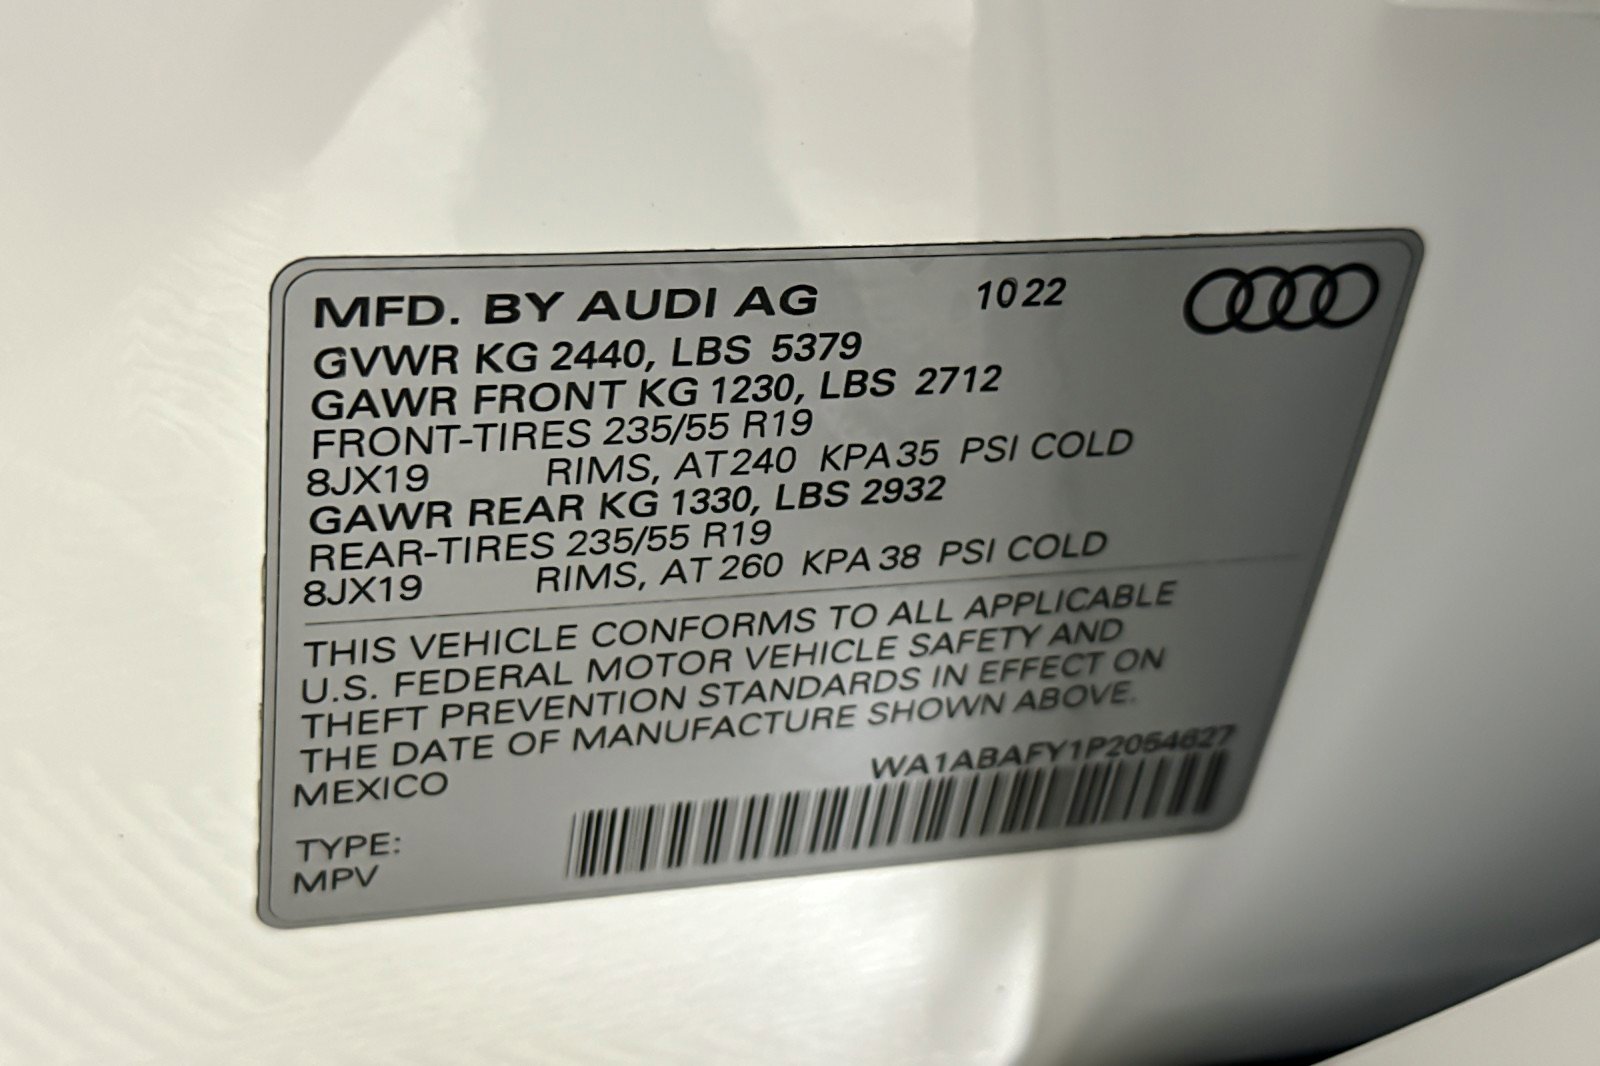 MFD. BY AUDI AG 10 22
GVWR KG 2440, LBS 5379
GAWR FRONT KG 1230, LBS 2712
FRONT-TIRES 235/55 R19
8JX19 RIMS, AT 240 KPA 35 PSI COLD
GAWR REAR KG 1330, LBS 2932
REAR-TIRES 235/55 R19
8JX19 RIMS, AT 260 KPA 38 PSI COLD
THIS VEHICLE CONFORMS TO ALL APPLICABLE
U.S. FEDERAL MOTOR VEHICLE SAFETY AND
THEFT PREVENTION STANDARDS IN EFFECT ON
THE DATE OF MANUFACTURE SHOWN ABOVE.
MEXICO
WA1ABAFY1P2054627
TYPE:
MPV